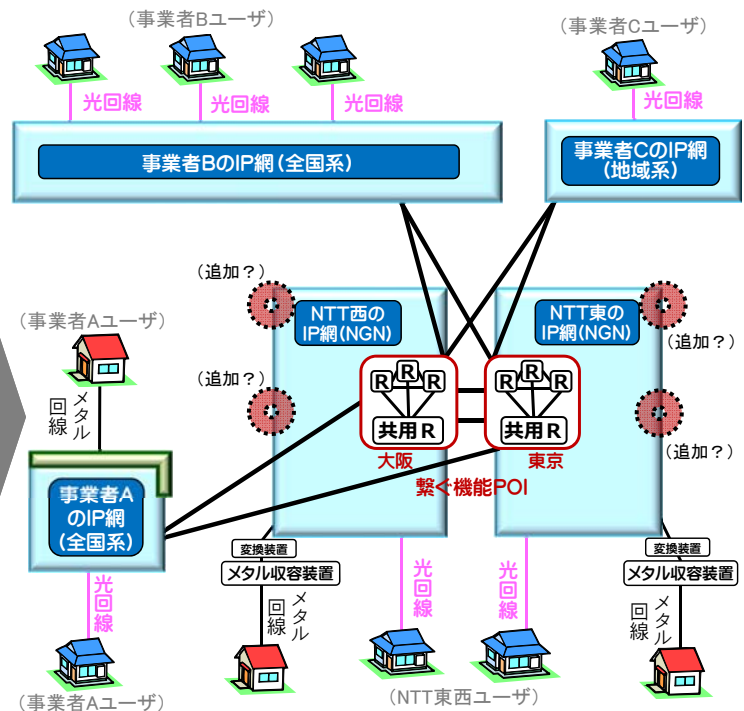 (事業者Bユーザ)
(事業者Cユーザ)
光回線
光回線
光回線
光回線
事業者BのIP網(全国系)
事業者CのIP網
(地域系)
(追加?)
NTT西の
IP網(NGN)
NTT東の
IP網(NGN)
(事業者Aユーザ)
(追加?)
(追加?)
R
R
R
R
R
R
メタル
回線
共用R
共用R
(追加?)
大阪
東京
繋ぐ機能POI
事業者A
のIP網
(全国系)
変換装置
メタル収容装置
変換装置
メタル収容装置
光回線
メタル
回線
光回線
光回線
メタル
回線
(事業者Aユーザ)
(NTT東西ユーザ)